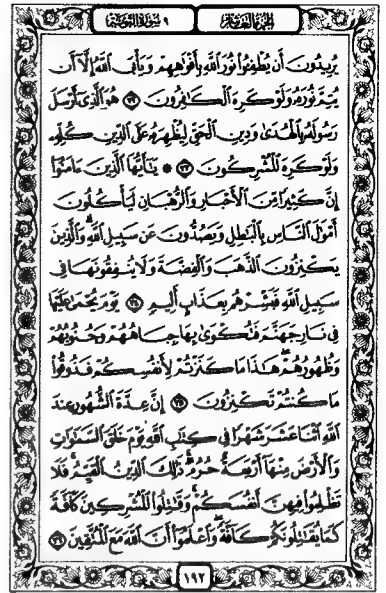 الجزء العاشر ٩ سورة التوبة
يُرِيدُونَ أَن يُطْفِـُٔوا۟ نُورَ ٱللَّهِ بِأَفْوَٰهِهِمْ وَيَأْبَى ٱللَّهُ إِلَّآ أَن
يُتِمَّ نُورَهُۥ وَلَوْ كَرِهَ ٱلْكَـٰفِرُونَ ٣٢ هُوَ ٱلَّذِىٓ أَرْسَلَ
رَسُولَهُۥ بِٱلْهُدَىٰ وَدِينِ ٱلْحَقِّ لِيُظْهِرَهُۥ عَلَى ٱلدِّينِ كُلِّهِۦ
وَلَوْ كَرِهَ ٱلْمُشْرِكُونَ ٣٣ ۞ يَـٰٓأَيُّهَا ٱلَّذِينَ ءَامَنُوٓا۟
إِنَّ كَثِيرًا مِّنَ ٱلْأَحْبَارِ وَٱلرُّهْبَانِ لَيَأْكُلُونَ
أَمْوَٰلَ ٱلنَّاسِ بِٱلْبَـٰطِلِ وَيَصُدُّونَ عَن سَبِيلِ ٱللَّهِ ۗ وَٱلَّذِينَ
يَكْنِزُونَ ٱلذَّهَبَ وَٱلْفِضَّةَ وَلَا يُنفِقُونَهَا فِى
سَبِيلِ ٱللَّهِ فَبَشِّرْهُم بِعَذَابٍ أَلِيمٍ ٣٤ يَوْمَ يُحْمَىٰ عَلَيْهَا
فِى نَارِ جَهَنَّمَ فَتُكْوَىٰ بِهَا جِبَاهُهُمْ وَجُنُوبُهُمْ
وَظُهُورُهُمْ ۖ هَـٰذَا مَا كَنَزْتُمْ لِأَنفُسِكُمْ فَذُوقُوا۟
مَا كُنتُمْ تَكْنِزُونَ ٣٥ إِنَّ عِدَّةَ ٱلشُّهُورِ عِندَ
ٱللَّهِ ٱثْنَا عَشَرَ شَهْرًا فِى كِتَـٰبِ ٱللَّهِ يَوْمَ خَلَقَ ٱلسَّمَـٰوَٰتِ
وَٱلْأَرْضَ مِنْهَآ أَرْبَعَةٌ حُرُمٌ ۚ ذَٰلِكَ ٱلدِّينُ ٱلْقَيِّمُ ۚ فَلَا
تَظْلِمُوا۟ فِيهِنَّ أَنفُسَكُمْ ۚ وَقَـٰتِلُوا۟ ٱلْمُشْرِكِينَ كَآفَّةً
كَمَا يُقَـٰتِلُونَكُمْ كَآفَّةً ۚ وَٱعْلَمُوٓا۟ أَنَّ ٱللَّهَ مَعَ ٱلْمُتَّقِينَ ٣٦
١٩٢